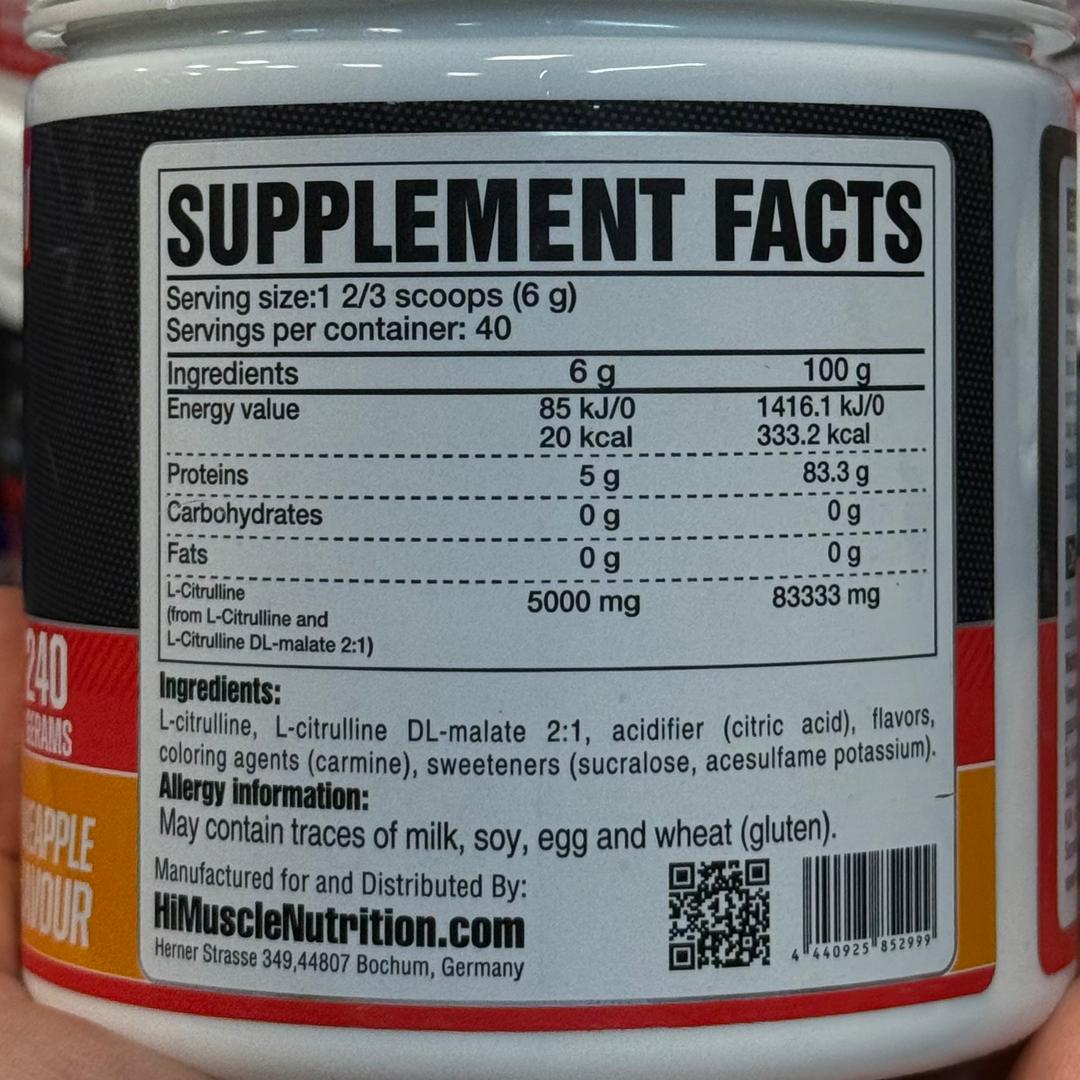 SUPPLEMENT FACTS
Serving size:1 2/3 scoops (6 g)
Servings per container: 40
Ingredients 6 g 100 g
Energy value 85 kJ/0 1416.1 kJ/0
20 kcal 333.2 kcal
Proteins 5 g 83.3 g
Carbohydrates 0 g 0 g
Fats 0 g 0 g
L-Citrulline 5000 mg 83333 mg
(from L-Citrulline and
L-Citrulline DL-malate 2:1)
Ingredients:
L-citrulline, L-citrulline DL-malate 2:1, acidifier (citric acid), flavors,
coloring agents (carmine), sweeteners (sucralose, acesulfame potassium).
Allergy information:
May contain traces of milk, soy, egg and wheat (gluten).
Manufactured for and Distributed By:
HiMuscleNutrition.com
Herner Strasse 349,44807 Bochum, Germany
4 440925 852999
240